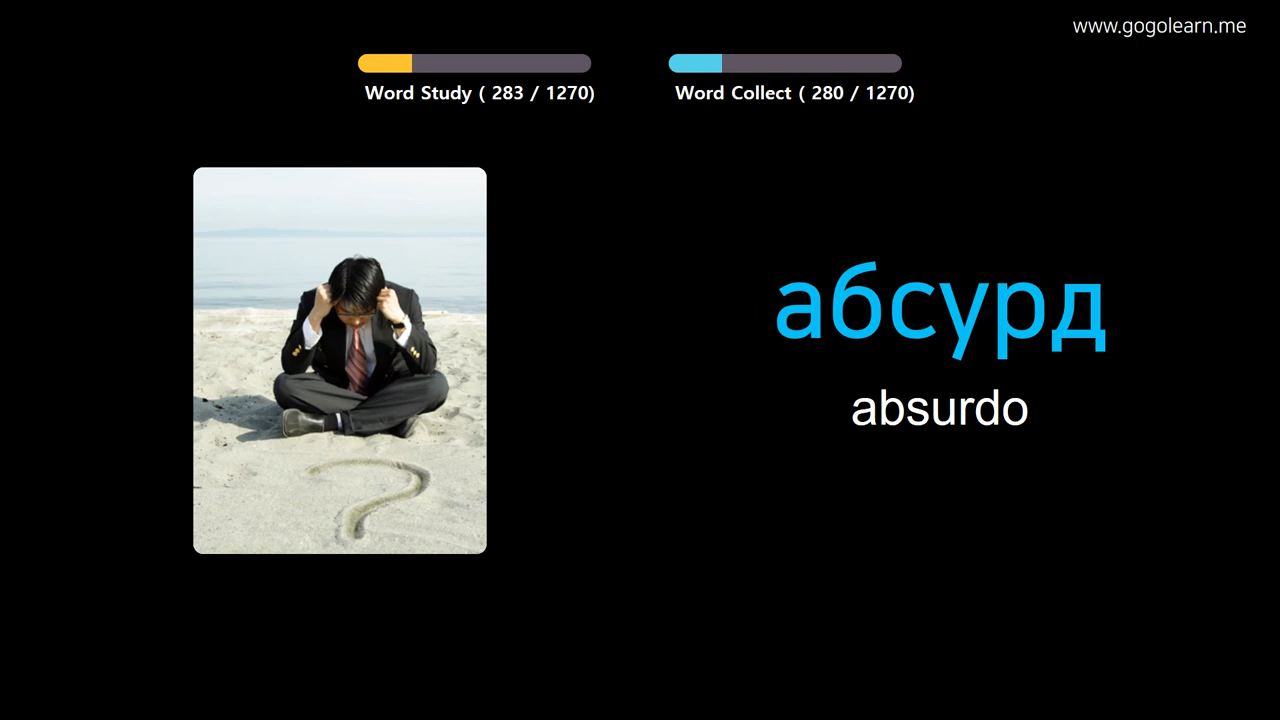 www.gogolearn.me
Word Study ( 283 / 1270)
Word Collect ( 280 / 1270)
абсурд
absurdo
?